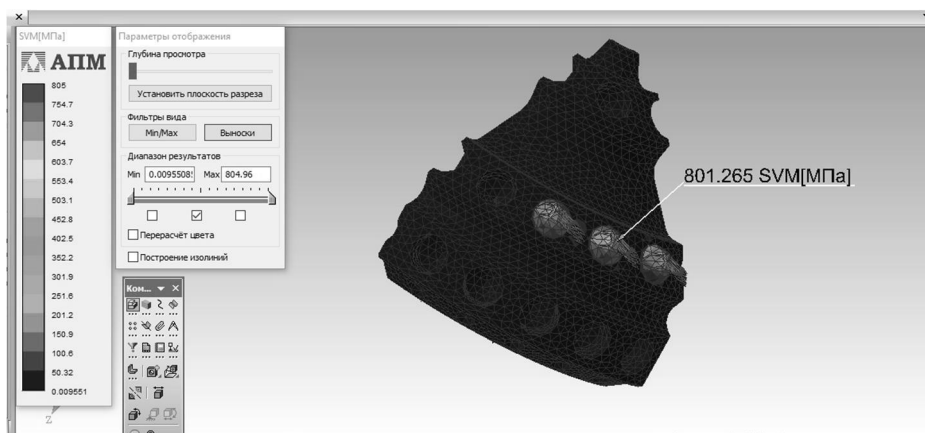 SVM[МПа]
АПМ
805
754.7
704.3
654
603.7
553.4
503.1
452.8
402.5
352.2
301.9
251.6
201.2
150.9
100.6
50.32
0.009551
Параметры отображения
Глубина просмотра
Установить плоскость разреза
Фильтры вида
Min/Max Выноски
Диапазон результатов
Min 0.0095508 Max 804.96
Перерасчёт цвета
Построение изолиний
Ком...
801.265 SVM[МПа]
Z